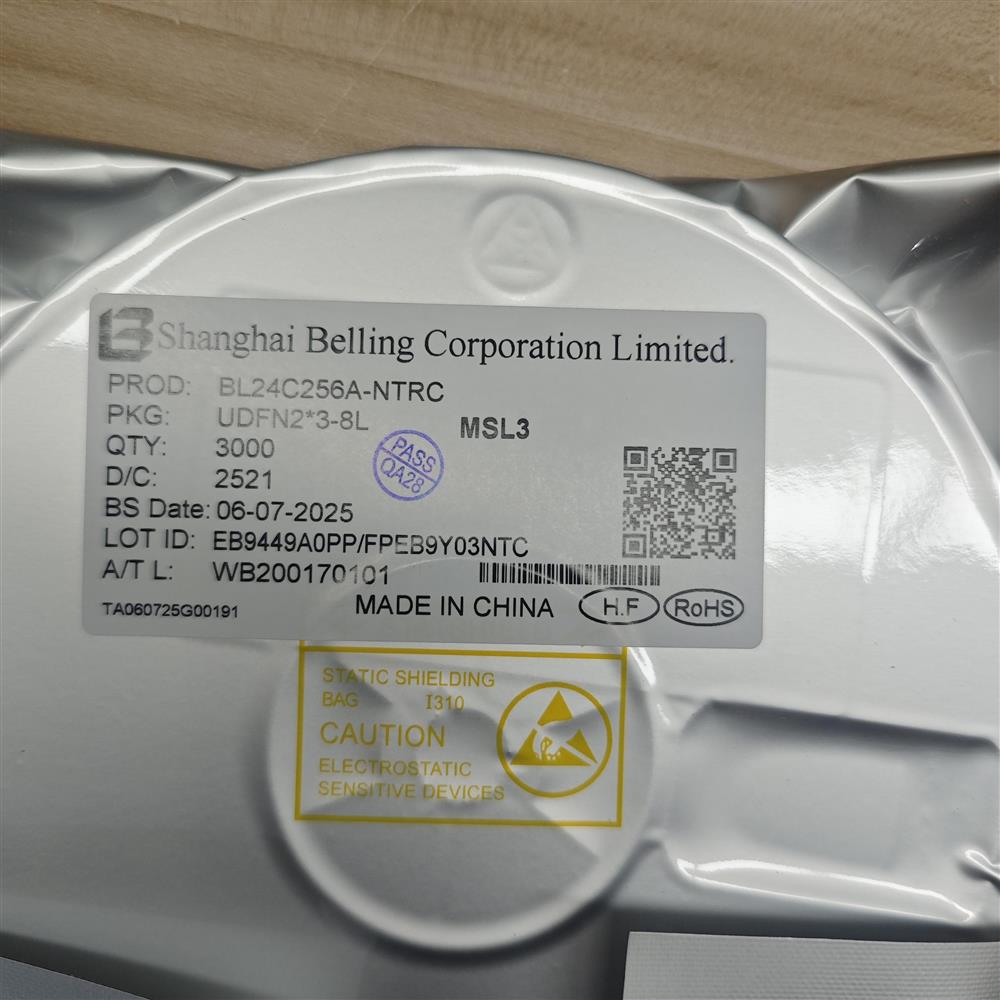 Shanghai Belling Corporation Limited.
PROD: BL24C256A-NTRC
PKG: UDFN2*3-8L
MSL3
QTY: 3000
PASS
QA28
D/C: 2521
BS Date: 06-07-2025
LOT ID: EB9449A0PP/FPEB9Y03NTC
A/T L: WB200170101
TA060725G00191
MADE IN CHINA
H.F
RoHS
STATIC SHIELDING
BAG I310
CAUTION
ELECTROSTATIC
SENSITIVE DEVICES